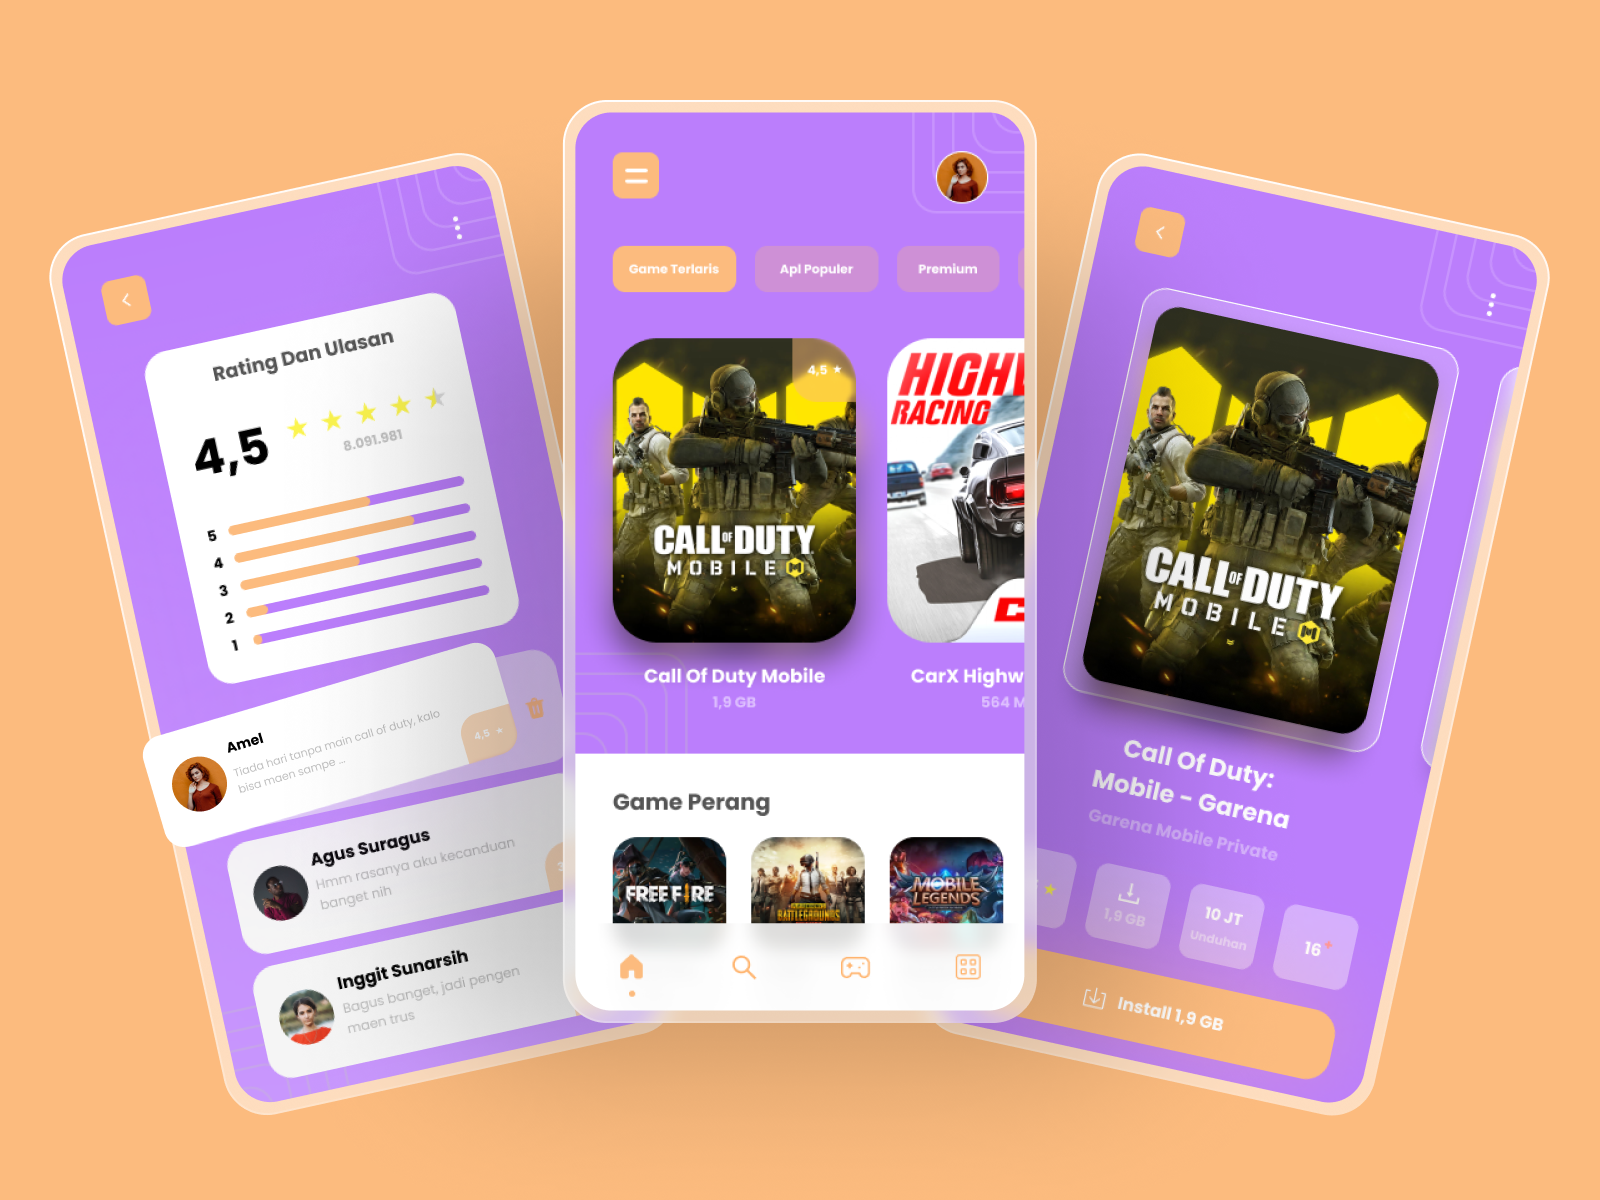 Rating Dan Ulasan
4,5
8.091.981
5
4
3
2
1
Amel
Tiada hari tanpa main call of duty, kalo
bisa maen sampe ...
4,5
Agus Suragus
Hmm rasanya aku kecanduan
banget nih
Inggit Sunarsih
Bagus banget, jadi pengen
maen trus
Game Terlaris
Apl Populer
Premium
4,5
CALL OF DUTY
MOBILE
RACING
Call Of Duty Mobile
1,9 GB
CarX Highw
564 M
Game Perang
FREE FIRE
BATTLEGROUNDS
MOBILE
LEGENDS
CALL OF DUTY
MOBILE
Call Of Duty:
Mobile - Garena
Garena Mobile Private
1,9 GB
10 JT
Unduhan
16+
Install 1,9 GB